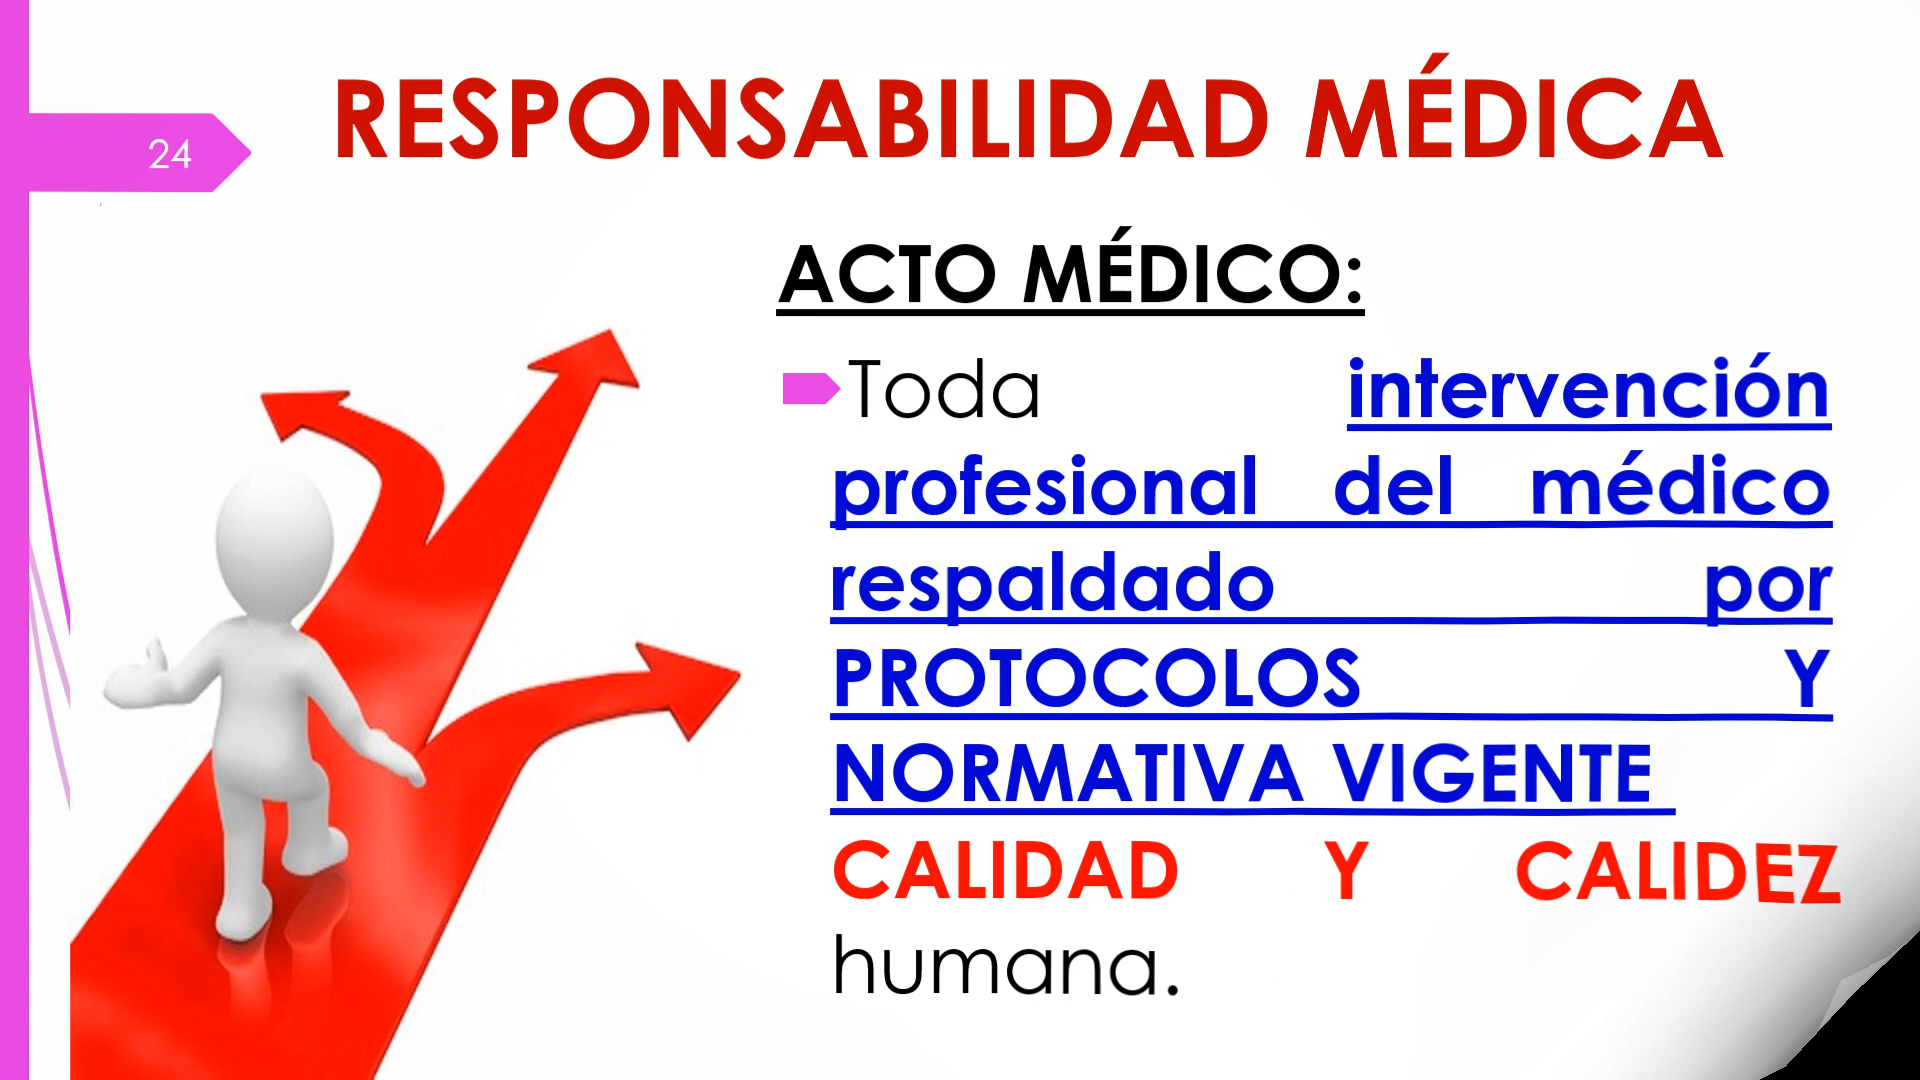 24
RESPONSABILIDAD MÉDICA
ACTO MÉDICO:
Toda intervención
profesional del médico
respaldado por
PROTOCOLOS Y
NORMATIVA VIGENTE
CALIDAD Y CALIDEZ
humana.